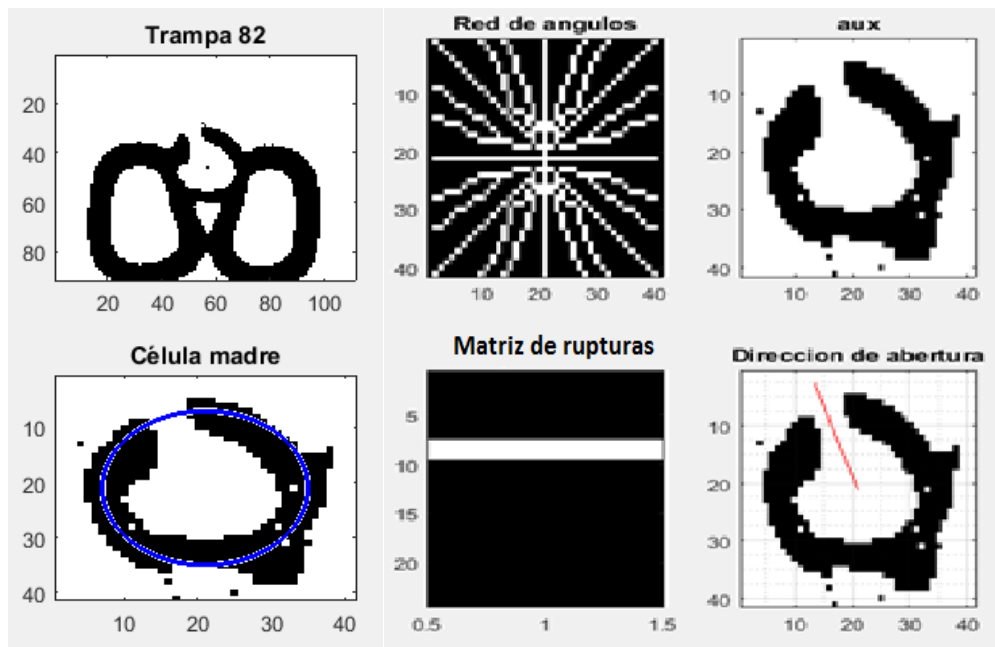 Trampa 82
20
40
60
80
20 40 60 80 100
Red de angulos
10
20
30
40
10 20 30 40
aux
10
20
30
40
10 20 30 40
Célula madre
10
20
30
40
10 20 30 40
Matriz de rupturas
5
10
15
20
0.5 1 1.5
Direccion de abertura
10
20
30
40
10 20 30 40